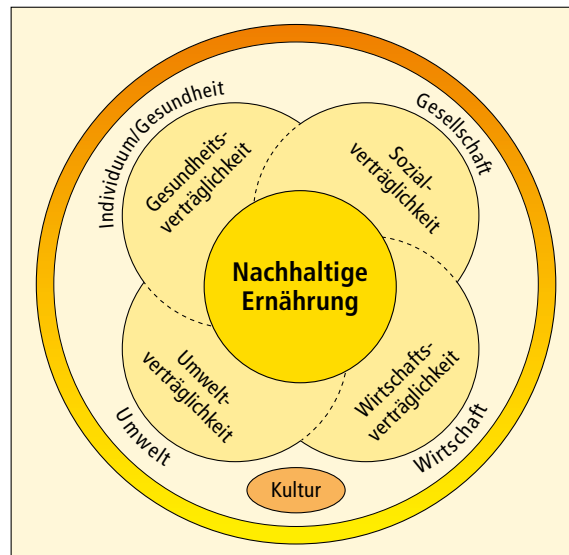 Individuum/Gesundheit
Gesellschaft
Gesundheits-
verträglichkeit
Sozial-
verträglichkeit
Nachhaltige
Ernährung
Umwelt-
verträglichkeit
Wirtschafts-
verträglichkeit
Umwelt
Wirtschaft
Kultur